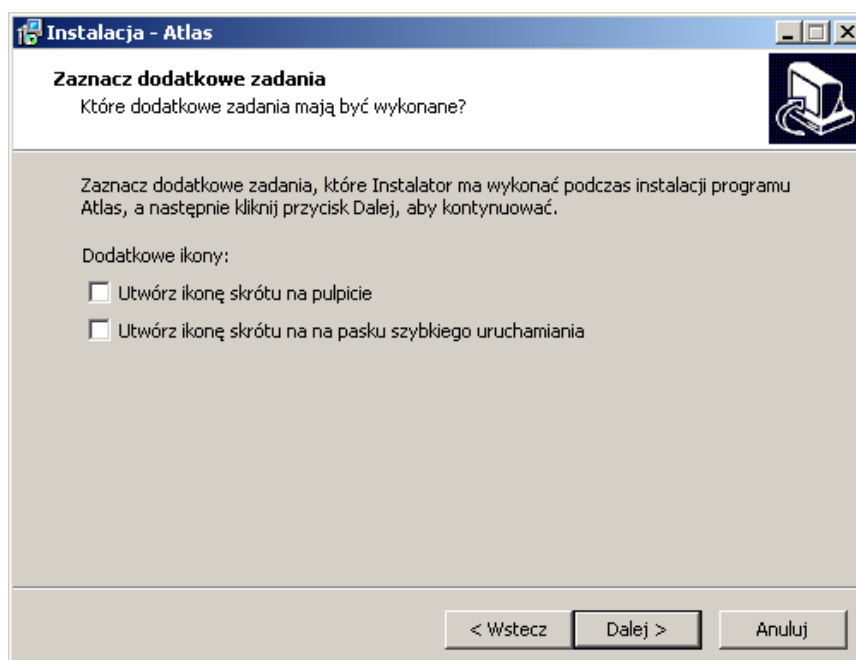 Instalacja - Atlas
Zaznacz dodatkowe zadania
Które dodatkowe zadania mają być wykonane?
Zaznacz dodatkowe zadania, które Instalator ma wykonać podczas instalacji programu
Atlas, a następnie kliknij przycisk Dalej, aby kontynuować.
Dodatkowe ikony:
Utwórz ikonę skrótu na pulpicie
Utwórz ikonę skrótu na na pasku szybkiego uruchamiania
< Wstecz Dalej > Anuluj